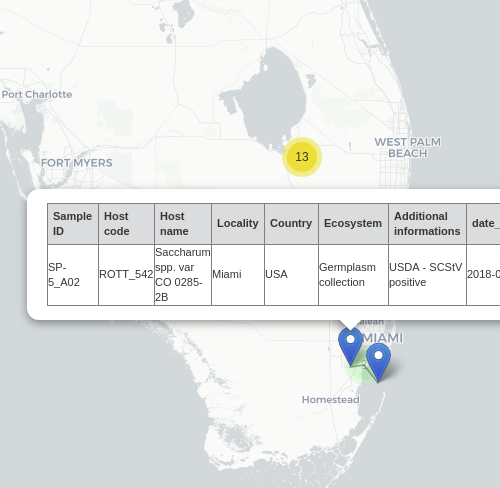 Port Charlotte
13
WEST PALM
BEACH
FORT MYERS
Sample ID Host code Host name Locality Country Ecosystem Additional informations date_
SP-5_A02 ROTT_542 Saccharum spp. var CO 0285-2B Miami USA Germplasm collection USDA - SCStV positive 2018-0
MIAMI
Homestead